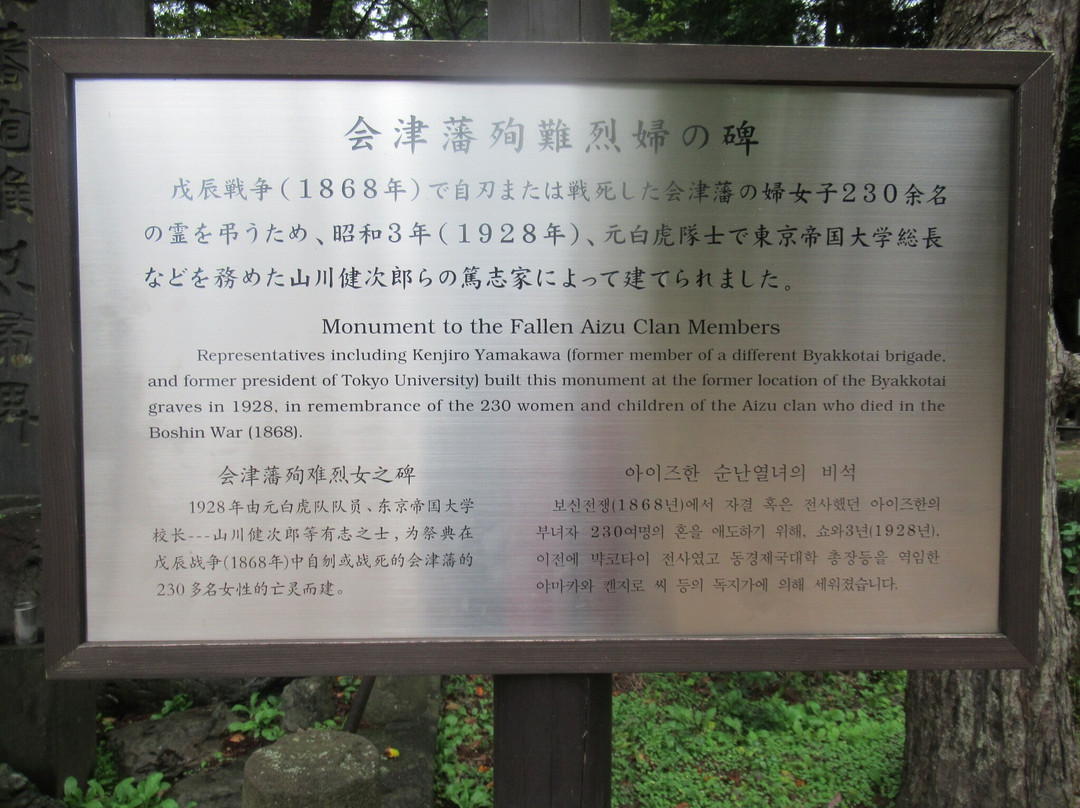 会津藩殉難烈婦の碑
戊辰戦争(1868年)で自刃または戦死した会津藩の婦女子230余名
の霊を弔うため、昭和3年(1928年)、元白虎隊士で東京帝国大学総長
などを務めた山川健次郎らの篤志家によって建てられました。
Monument to the Fallen Aizu Clan Members
Representatives including Kenjiro Yamakawa (former member of a different Byakkotai brigade,
and former president of Tokyo University) built this monument at the former location of the Byakkotai
graves in 1928, in remembrance of the 230 women and children of the Aizu clan who died in the
Boshin War (1868).
会津藩殉难烈女之碑
1928年由元白虎队队员、东京帝国大学
校长---山川健次郎等有志之士,为祭典在
戊辰战争(1868年)中自刎或战死的会津藩的
230多名女性的亡灵而建。
아이즈한 순난열녀의 비석
보신전쟁(1868년)에서 자결 혹은 전사했던 아이즈한의
부녀자 230여명의 혼을 애도하기 위해, 쇼와3년(1928년),
이전에 뱍코타이 전사였고 동경제국대학 총장등을 역임한
야마카와 켄지로 씨 등의 독지가에 의해 세워졌습니다.